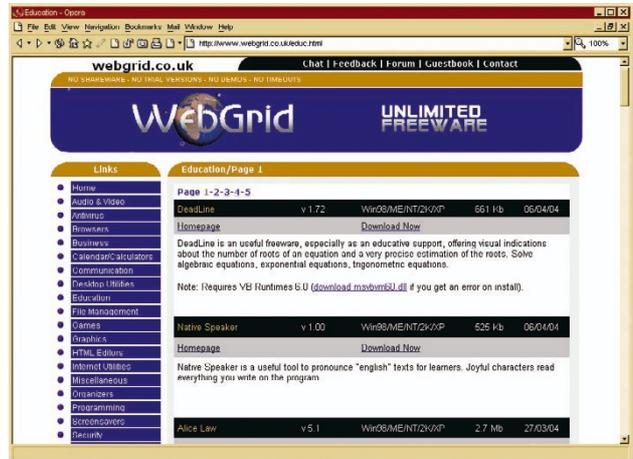 Education - Opera
File Edit View Navigation Bookmarks Mail Window Help
http://www.webgrid.co.uk/educ.html
100%
webgrid.co.uk
Chat | Feedback | Forum | Guestbook | Contact
NO SHAREWARE - NO TRIAL VERSIONS - NO DEMOS - NO TIMEOUTS
WebGrid
UNLIMITED
FREEWARE
Links
Education/Page 1
Home
Audio & Video
Antivirus
Browsers
Business
Calendar/Calculators
Communication
Desktop Utilities
Education
File Management
Games
Graphics
HTML Editors
Internet Utilities
Miscellaneous
Organizers
Programming
Screensavers
Security
Page 1-2-3-4-5
DeadLine v 1.72 Win98/ME/NT/2K/XP 661 Kb 06/04/04
Homepage Download Now
DeadLine is an useful freeware, especially as an educative support, offering visual indications
about the number of roots of an equation and a very precise estimation of the roots. Solve
algebraic equations, exponential equations, trigonometric equations.
Note: Requires VB Runtimes 6.0 (download msvbvm60.dll if you get an error on install).
Native Speaker v 1.00 Win98/ME/NT/2K/XP 525 Kb 06/04/04
Homepage Download Now
Native Speaker is a useful tool to pronounce "english" texts for learners. Joyful characters read
everything you write on the program
Alice Law v 5.1 Win98/ME/NT/2K/XP 2.7 Mb 27/03/04